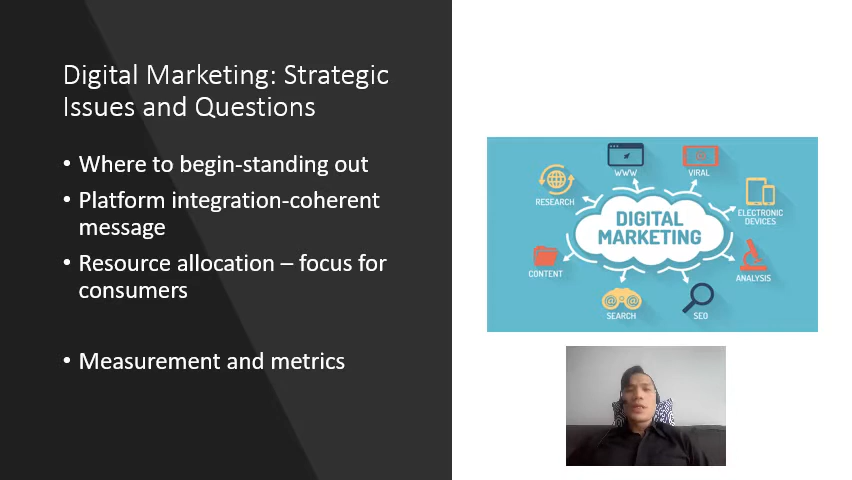 Digital Marketing: Strategic
Issues and Questions
• Where to begin-standing out
• Platform integration-coherent
message
• Resource allocation – focus for
consumers
• Measurement and metrics
WWW
VIRAL
RESEARCH
ELECTRONIC
DEVICES
DIGITAL
MARKETING
CONTENT
ANALYSIS
SEARCH
SEO